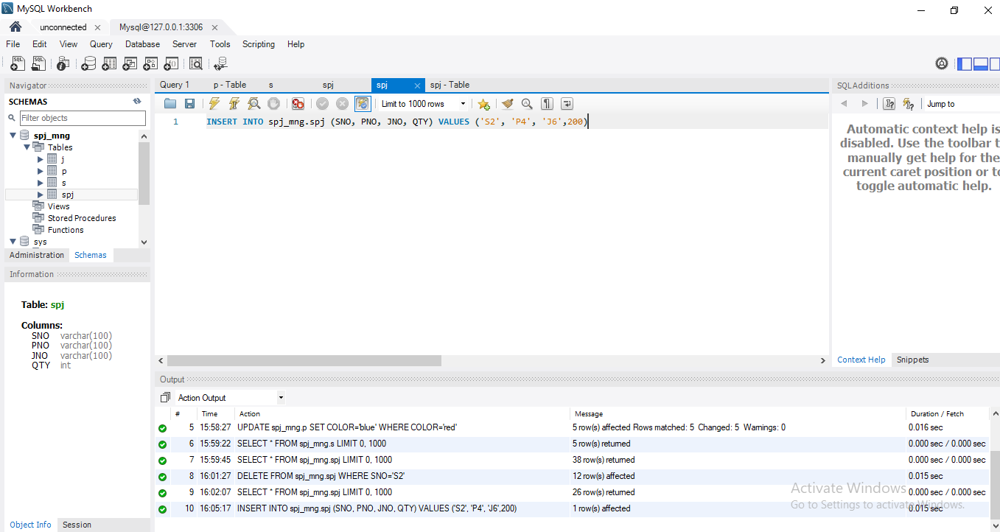 MySQL Workbench
unconnected
Mysql@127.0.0.1:3306
File Edit View Query Database Server Tools Scripting Help
Navigator
SCHEMAS
Filter objects
spj_mng
Tables
j
p
s
spj
Views
Stored Procedures
Functions
sys
Administration Schemas
Information
Table: spj
Columns:
SNO varchar(100)
PNO varchar(100)
JNO varchar(100)
QTY int
Object Info Session
Query 1 p - Table s spj spj spj - Table
Limit to 1000 rows
1 INSERT INTO spj_mng.spj (SNO, PNO, JNO, QTY) VALUES ('S2', 'P4', 'J6',200)
SQLAdditions
Jump to
Automatic context help is
disabled. Use the toolbar t
manually get help for the
current caret position or to
toggle automatic help.
Context Help Snippets
Output
Action Output
# Time Action Message Duration / Fetch
5 15:58:27 UPDATE spj_mng.p SET COLOR='blue' WHERE COLOR='red' 5 row(s) affected Rows matched: 5 Changed: 5 Warnings: 0 0.016 sec
6 15:59:22 SELECT * FROM spj_mng.s LIMIT 0, 1000 5 row(s) returned 0.000 sec / 0.000 sec
7 15:59:45 SELECT * FROM spj_mng.spj LIMIT 0, 1000 38 row(s) returned 0.000 sec / 0.000 sec
8 16:01:27 DELETE FROM spj_mng.spj WHERE SNO='S2' 12 row(s) affected 0.015 sec
9 16:02:07 SELECT * FROM spj_mng.spj LIMIT 0, 1000 26 row(s) returned 0.000 sec / 0.000 sec
10 16:05:17 INSERT INTO spj_mng.spj (SNO, PNO, JNO, QTY) VALUES ('S2', 'P4', 'J6',200) 1 row(s) affected 0.015 sec
Activate Windows
Go to Settings to activate Windows.